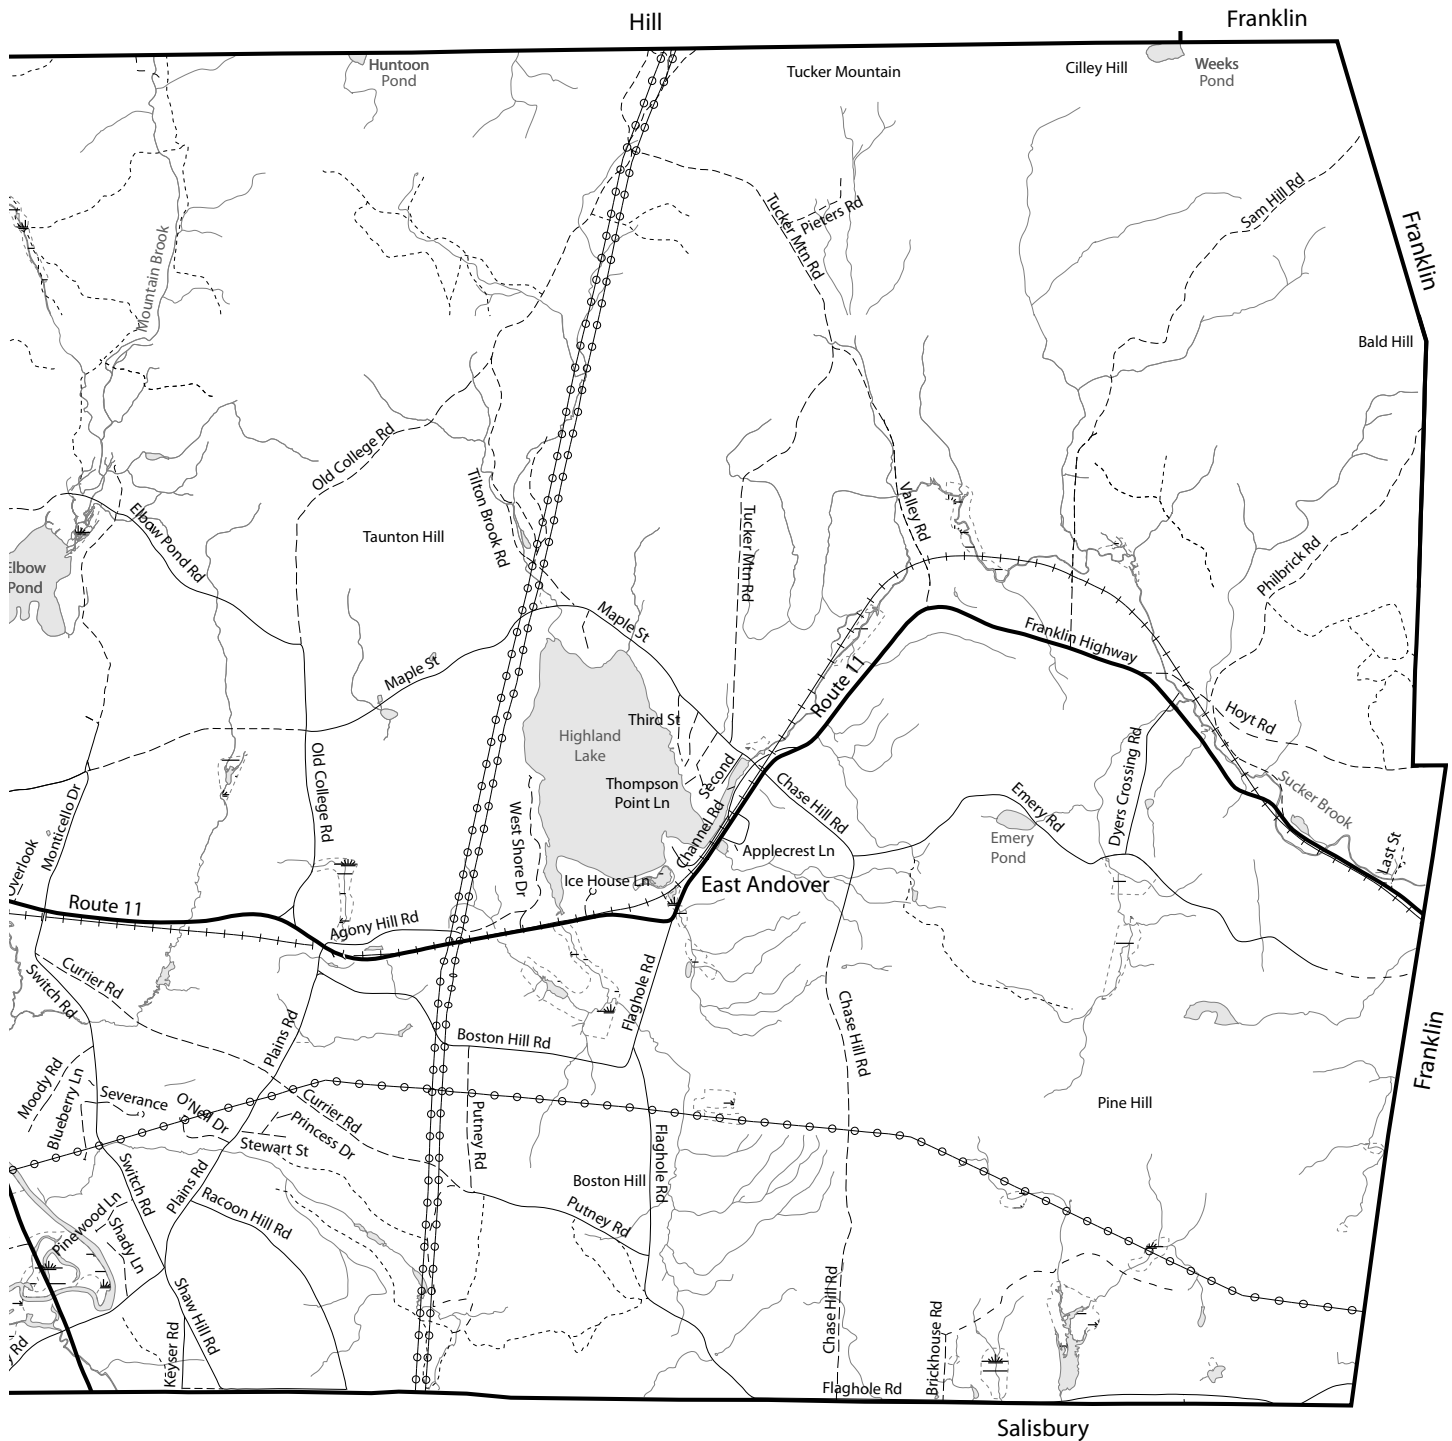 Hill
Franklin
Huntoon
Pond
Tucker Mountain
Cilley Hill
Weeks
Pond
Sam Hill Rd
Tucker Mtn Rd
Pieters Rd
Franklin
Mountain Brook
Bald Hill
Old College Rd
Tilton Brook Rd
Elbow Pond Rd
Taunton Hill
Tucker Mtn Rd
Valley Rd
Philbrick Rd
Elbow
Pond
Maple St
Franklin Highway
Maple St
Route 11
Third St
Highland
Lake
Hoyt Rd
Old College Rd
Thompson
Point Ln
Second
Chase Hill Rd
Emery Rd
Dyers Crossing Rd
Sucker Brook
Monticello Dr
West Shore Dr
Channel Rd
Applecrest Ln
Emery
Pond
Last St
Overlook
Ice House Ln
East Andover
Route 11
Agony Hill Rd
Currier Rd
Switch Rd
Flaghole Rd
Chase Hill Rd
Plains Rd
Boston Hill Rd
Franklin
Moody Rd
Blueberry Ln
Severance
O'Neil Dr
Currier Rd
Princess Dr
Pine Hill
Putney Rd
Stewart St
Flaghole Rd
Switch Rd
Plains Rd
Boston Hill
Pinewood Ln
Shady Ln
Racoon Hill Rd
Putney Rd
Shaw Hill Rd
Chase Hill Rd
Brickhouse Rd
Keyser Rd
y Rd
Flaghole Rd
Salisbury